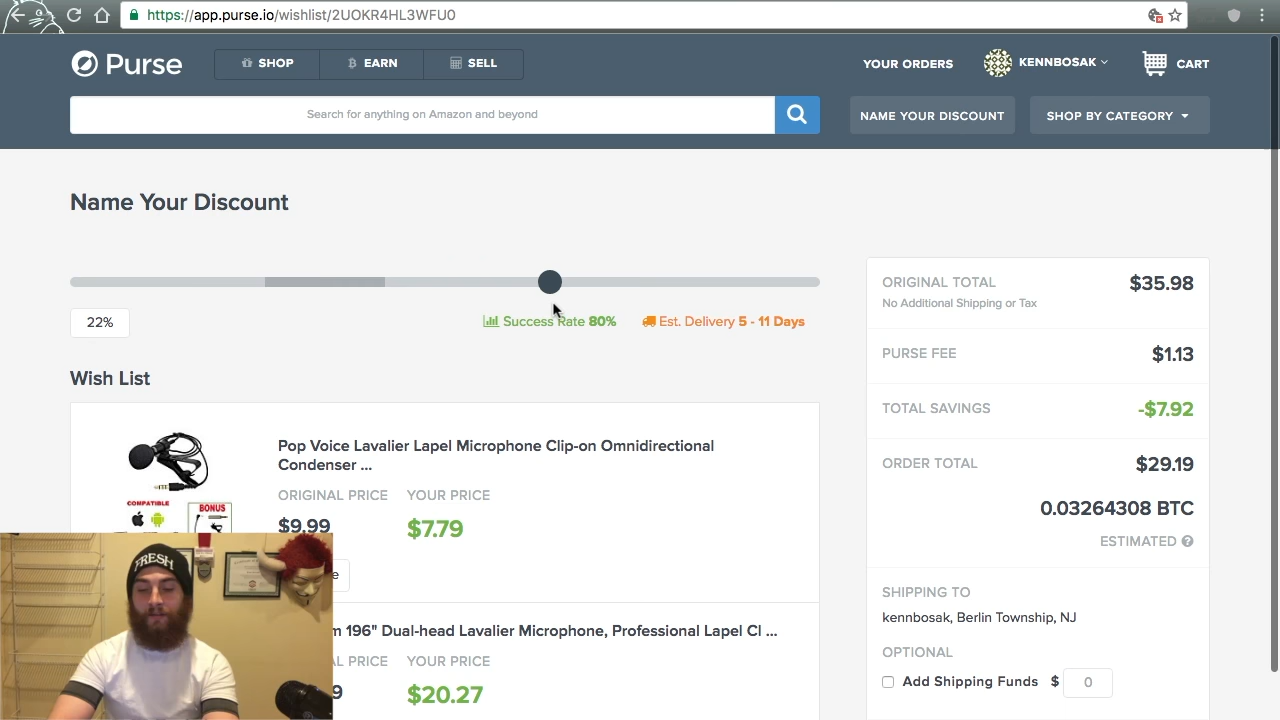 https://app.purse.io/wishlist/2UOKR4HL3WFU0
Purse
SHOP
EARN
SELL
YOUR ORDERS
KENNBOSAK
CART
Search for anything on Amazon and beyond
NAME YOUR DISCOUNT
SHOP BY CATEGORY
Name Your Discount
22%
Success Rate 80%
Est. Delivery 5 - 11 Days
Wish List
Pop Voice Lavalier Lapel Microphone Clip-on Omnidirectional
Condenser ...
ORIGINAL PRICE
YOUR PRICE
$9.99
$7.79
COMPATIBLE
BONUS
196" Dual-head Lavalier Microphone, Professional Lapel Cl ...
PRICE
YOUR PRICE
$20.27
FRESH
ORIGINAL TOTAL
$35.98
No Additional Shipping or Tax
PURSE FEE
$1.13
TOTAL SAVINGS
-$7.92
ORDER TOTAL
$29.19
0.03264308 BTC
ESTIMATED ?
SHIPPING TO
kennbosak, Berlin Township, NJ
OPTIONAL
Add Shipping Funds $ 0